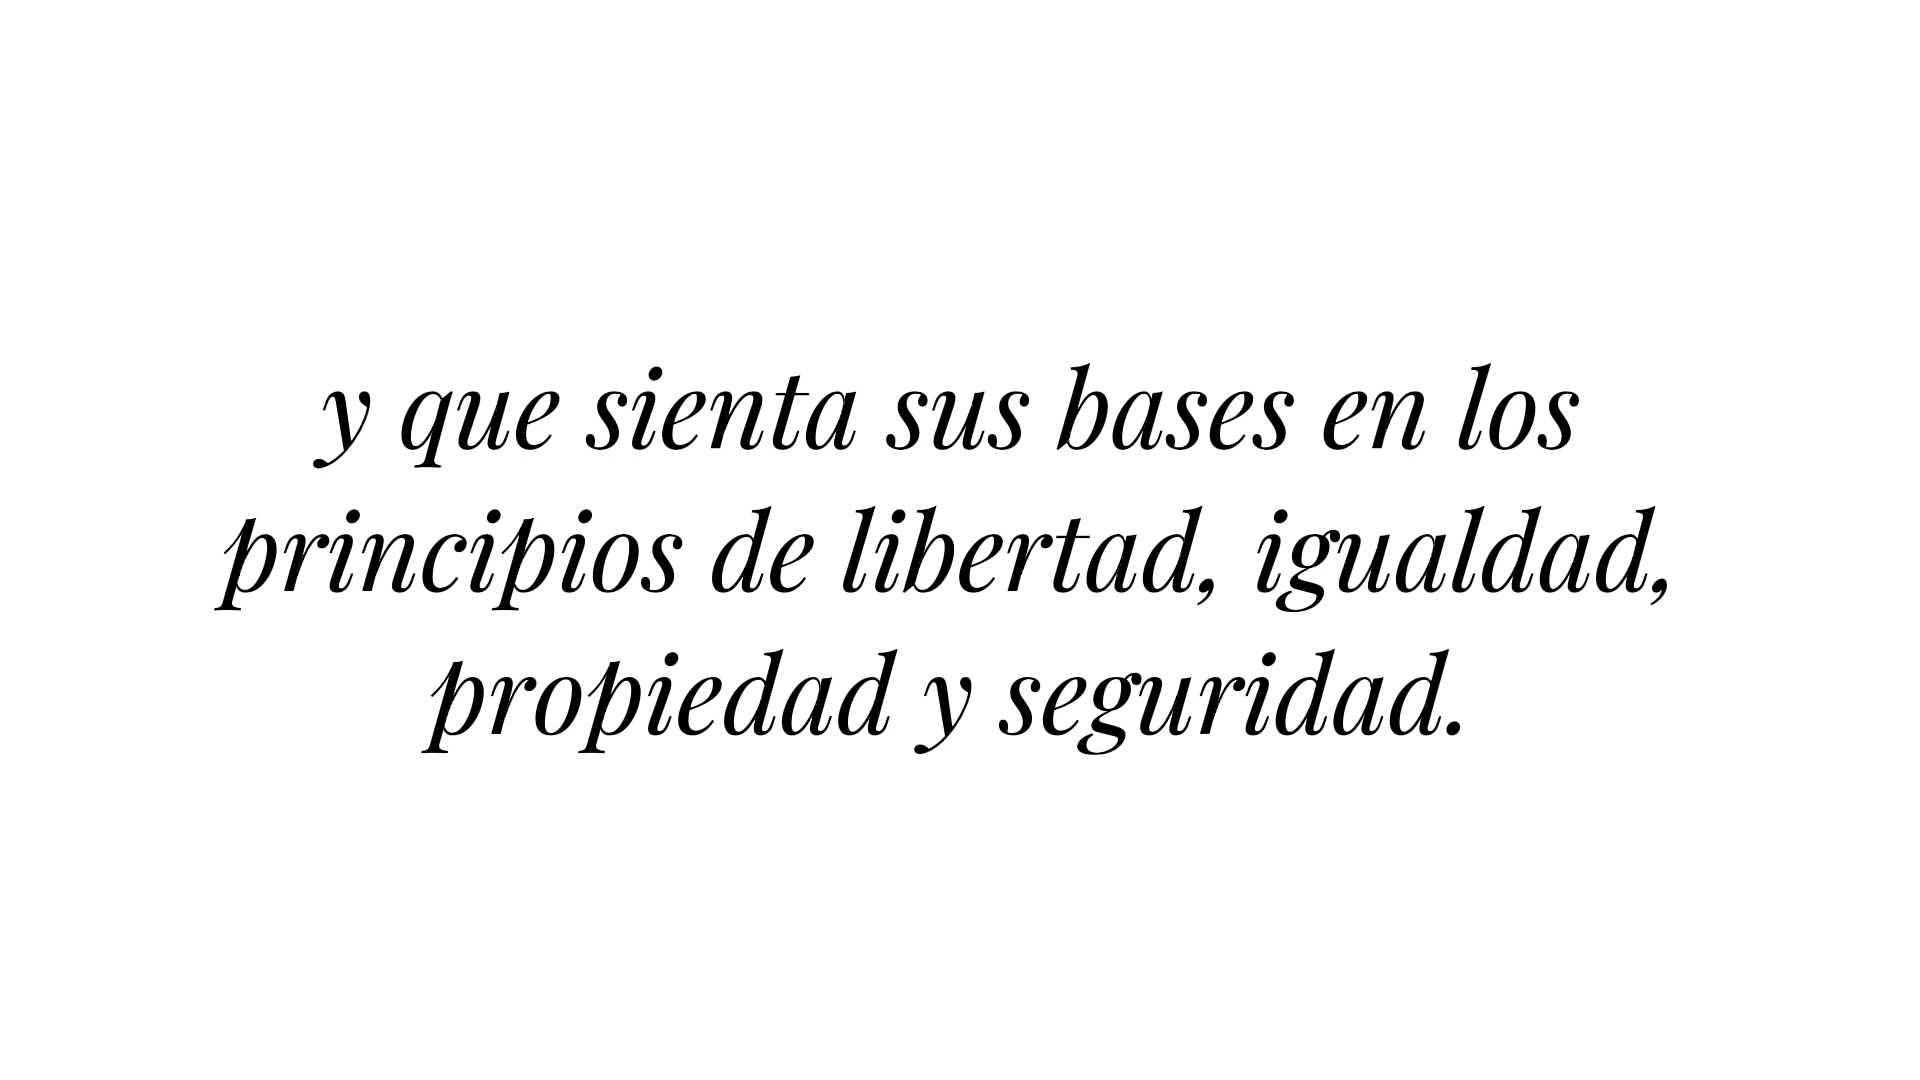 y que sienta sus bases en los
principios de libertad, igualdad,
propiedad y seguridad.